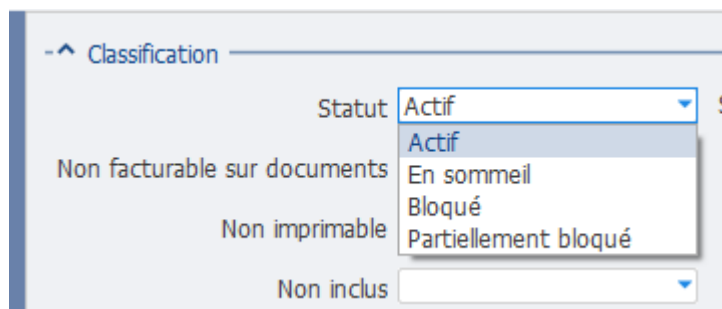 Classification
Statut Actif
Actif
Non facturable sur documents En sommeil
Bloqué
Non imprimable Partiellement bloqué
Non inclus